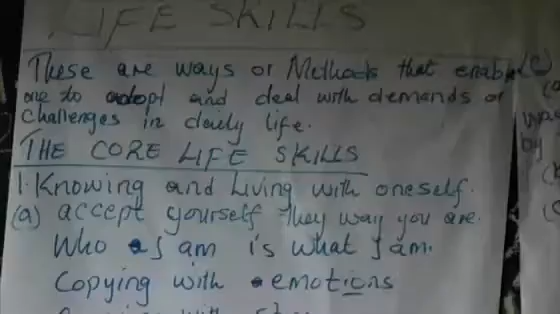 LIFE SKILLS
These are ways or Methods that enable
one to adopt and deal with demands or
challenges in daily life.
THE CORE LIFE SKILLS
1. Knowing and Living with oneself.
(a) accept yourself they way you are.
Who I am is what I am.
Copying with emotions